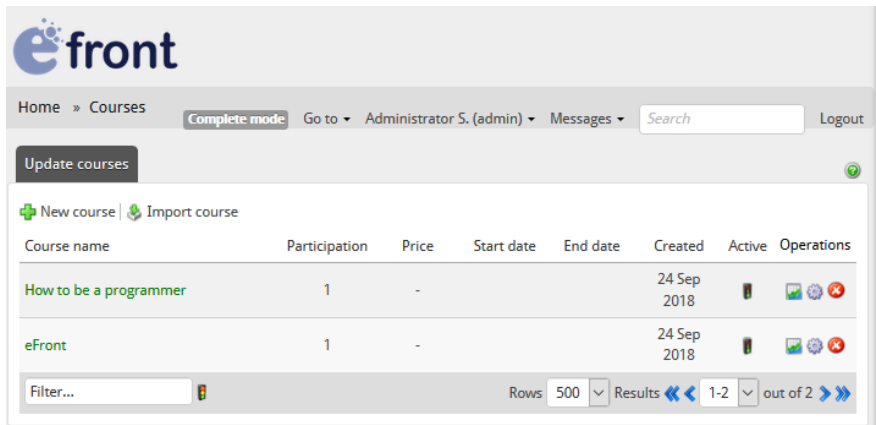 efront
Home » Courses
Complete mode Go to Administrator S. (admin) Messages Search Logout
Update courses
New course Import course
Course name Participation Price Start date End date Created Active Operations
How to be a programmer 1 - 24 Sep
2018
eFront 1 - 24 Sep
2018
Filter... Rows 500 Results 1-2 out of 2